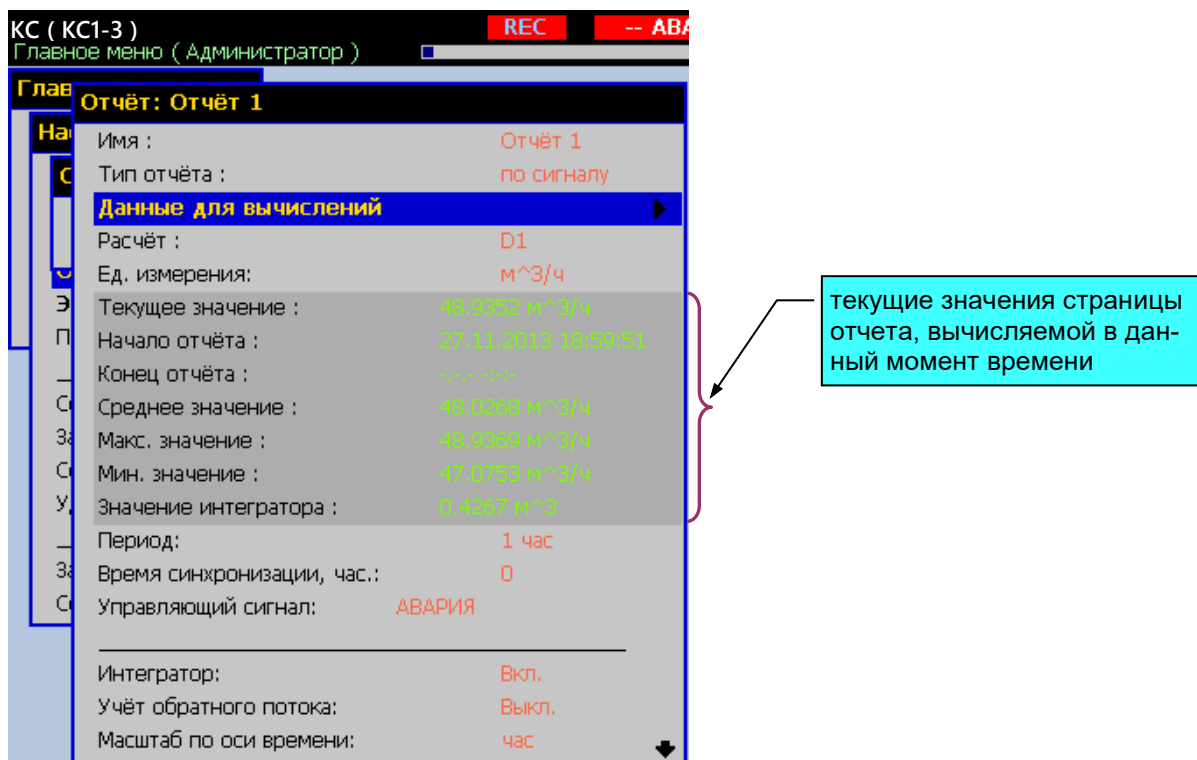 КС ( КС1-3 ) REC -- АВА
Главное меню ( Администратор )
Глав
Отчёт: Отчёт 1
На
Имя : Отчёт 1
Тип отчёта : по сигналу
Данные для вычислений
Расчёт : D1
Ед. измерения: м^3/ч
Текущее значение : 48.9352 м^3/ч
Начало отчёта : 27.11.2013 18:59:51
Конец отчёта : -.-.- -:-:-
Среднее значение : 48.0268 м^3/ч
Макс. значение : 48.9369 м^3/ч
Мин. значение : 47.0753 м^3/ч
Значение интегратора : 0.4267 м^3
Период: 1 час
Время синхронизации, час.: 0
Управляющий сигнал: АВАРИЯ
Интегратор: Вкл.
Учёт обратного потока: Выкл.
Масштаб по оси времени: час
текущие значения страницы
отчета, вычисляемой в дан-
ный момент времени